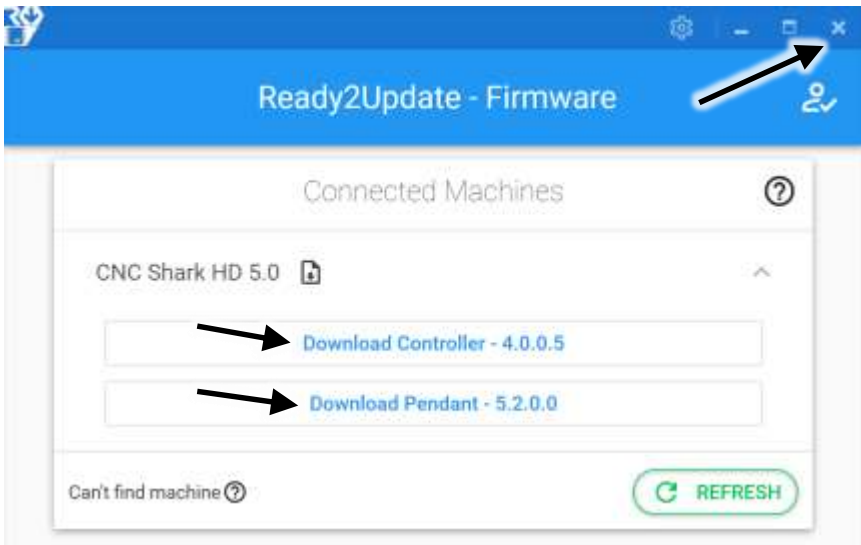 Ready2Update - Firmware
Connected Machines
CNC Shark HD 5.0
Download Controller - 4.0.0.5
Download Pendant - 5.2.0.0
Can't find machine
REFRESH